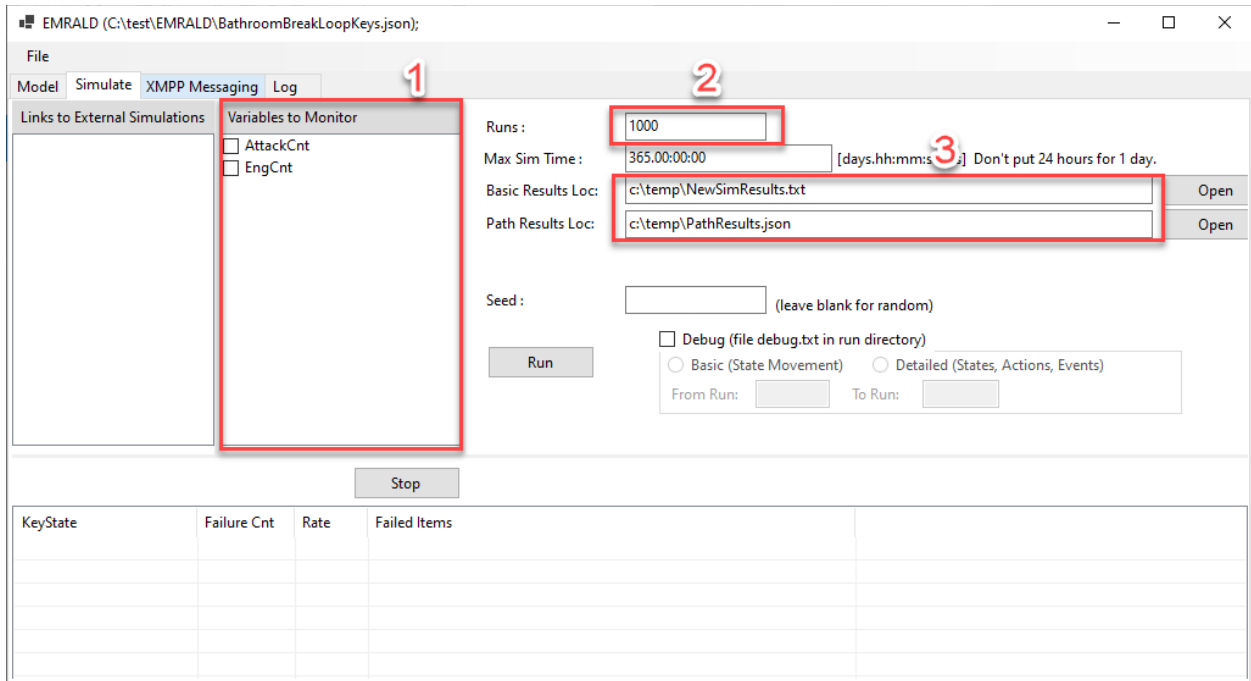 EMRALD (C:\test\EMRALD\BathroomBreakLoopKeys.json);
File
Model Simulate XMPP Messaging Log
1
2
Links to External Simulations
Variables to Monitor
AttackCnt
EngCnt
Runs : 1000
Max Sim Time : 365.00:00:00 [days.hh:mm:s 3 s] Don't put 24 hours for 1 day.
Basic Results Loc: c:\temp\NewSimResults.txt Open
Path Results Loc: c:\temp\PathResults.json Open
Seed : (leave blank for random)
Debug (file debug.txt in run directory)
Run
Basic (State Movement) Detailed (States, Actions, Events)
From Run: To Run:
Stop
KeyState Failure Cnt Rate Failed Items